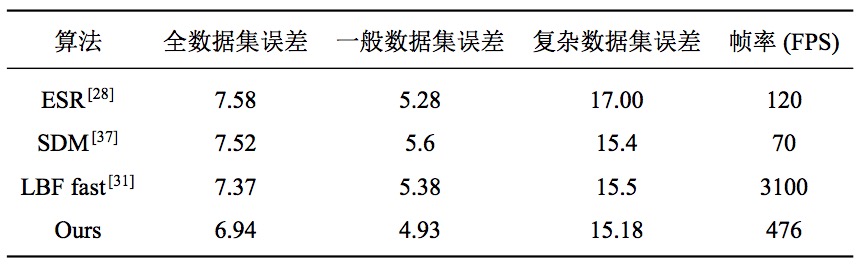 算法 全数据集误差 一般数据集误差 复杂数据集误差 帧率 (FPS)
ESR[28] 7.58 5.28 17.00 120
SDM[37] 7.52 5.6 15.4 70
LBF fast[31] 7.37 5.38 15.5 3100
Ours 6.94 4.93 15.18 476